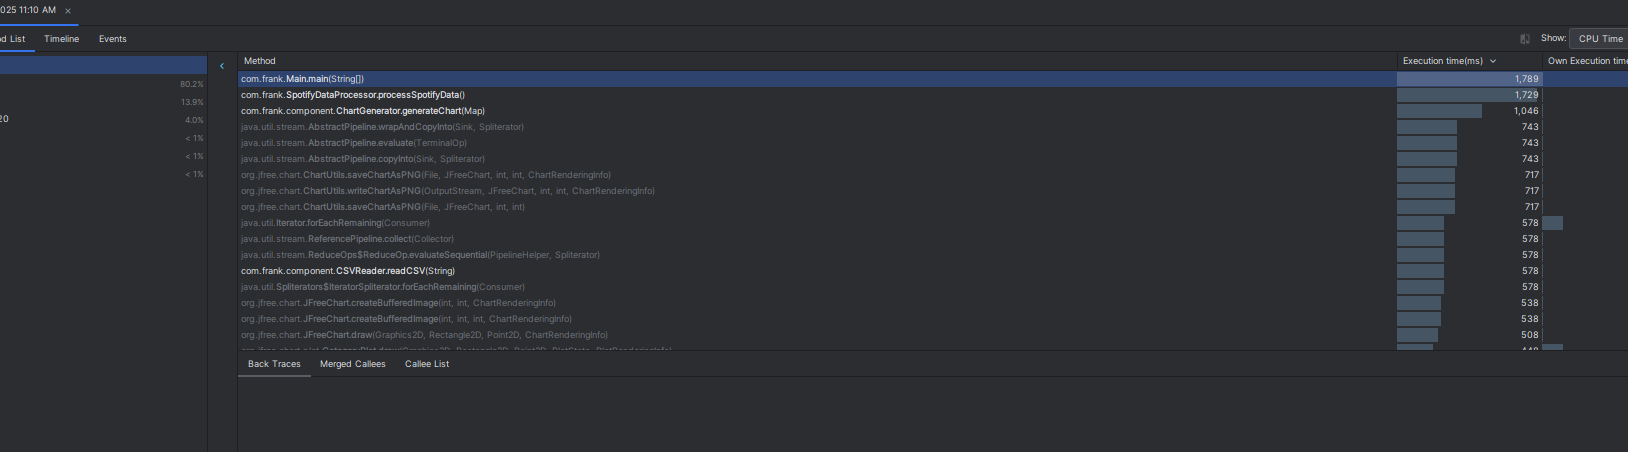 025 11:10 AM ×
od List Timeline Events Show: CPU Time
Method Execution time(ms) Own Execution time
com.frank.Main.main(String[]) 1,789
80.2%
com.frank.SpotifyDataProcessor.processSpotifyData() 1,729
13.9%
com.frank.component.ChartGenerator.generateChart(Map) 1,046
20 4.0%
java.util.stream.AbstractPipeline.wrapAndCopyInto(Sink, Spliterator) 743
< 1%
java.util.stream.AbstractPipeline.evaluate(TerminalOp) 743
< 1%
java.util.stream.AbstractPipeline.copyInto(Sink, Spliterator) 743
< 1%
org.jfree.chart.ChartUtils.saveChartAsPNG(File, JFreeChart, int, int, ChartRenderingInfo) 717
org.jfree.chart.ChartUtils.writeChartAsPNG(OutputStream, JFreeChart, int, int, ChartRenderingInfo) 717
org.jfree.chart.ChartUtils.saveChartAsPNG(File, JFreeChart, int, int) 717
java.util.Iterator.forEachRemaining(Consumer) 578
java.util.stream.ReferencePipeline.collect(Collector) 578
java.util.stream.ReduceOps$ReduceOp.evaluateSequential(PipelineHelper, Spliterator) 578
com.frank.component.CSVReader.readCSV(String) 578
java.util.Spliterators$IteratorSpliterator.forEachRemaining(Consumer) 578
org.jfree.chart.JFreeChart.createBufferedImage(int, int, ChartRenderingInfo) 538
org.jfree.chart.JFreeChart.createBufferedImage(int, int, int, ChartRenderingInfo) 538
org.jfree.chart.JFreeChart.draw(Graphics2D, Rectangle2D, Point2D, ChartRenderingInfo) 508
Back Traces Merged Callees Callee List